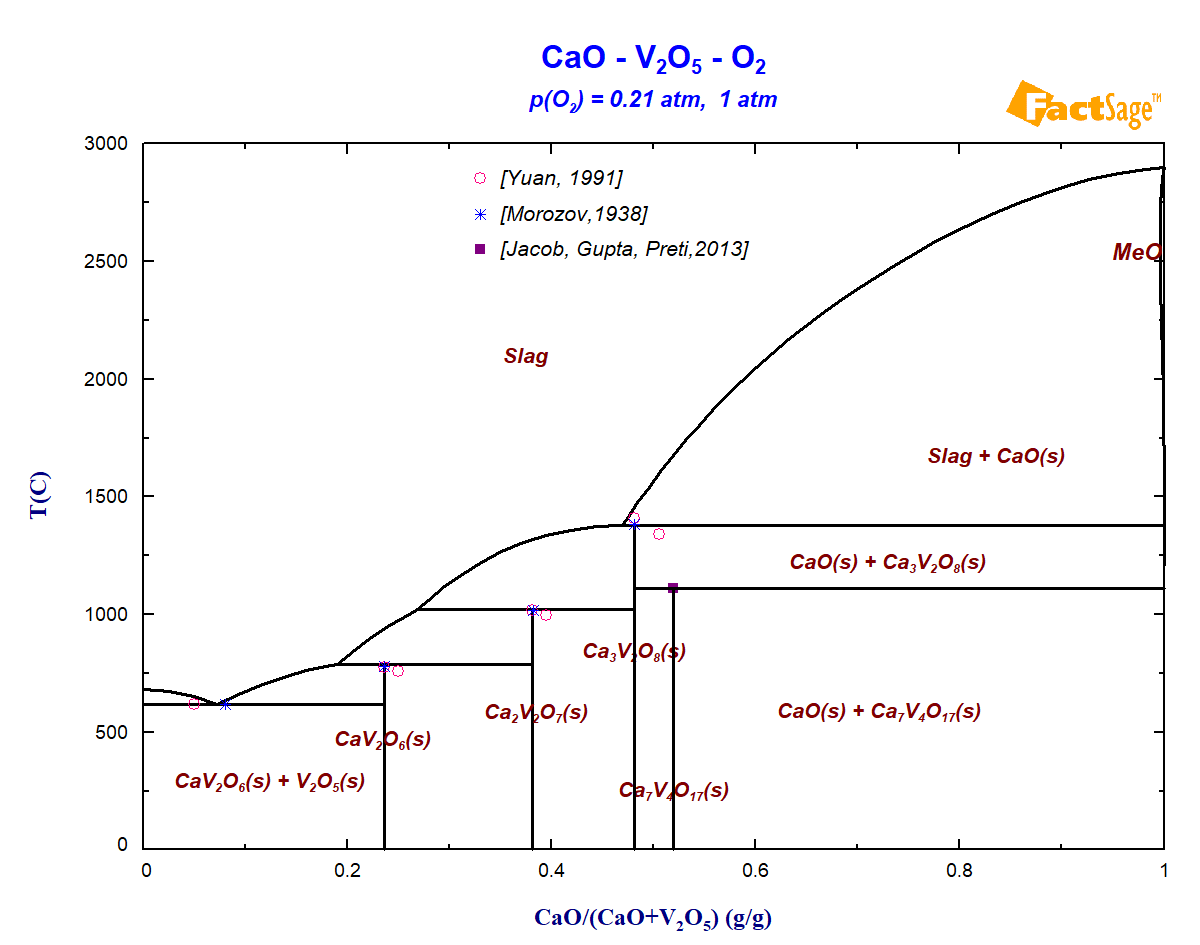 CaO - V₂O₅ - O₂
p(O₂) = 0.21 atm, 1 atm
FactSage™
[Yuan, 1991]
[Morozov,1938]
[Jacob, Gupta, Preti,2013]
3000
2500
2000
1500
1000
500
0
T(C)
MeO
Slag
Slag + CaO(s)
CaO(s) + Ca₃V₂O₈(s)
Ca₃V₂O₈(s)
Ca₂V₂O₇(s)
CaO(s) + Ca₇V₄O₁₇(s)
CaV₂O₆(s)
CaV₂O₆(s) + V₂O₅(s)
Ca₇V₄O₁₇(s)
0 0.2 0.4 0.6 0.8 1
CaO/(CaO+V₂O₅) (g/g)